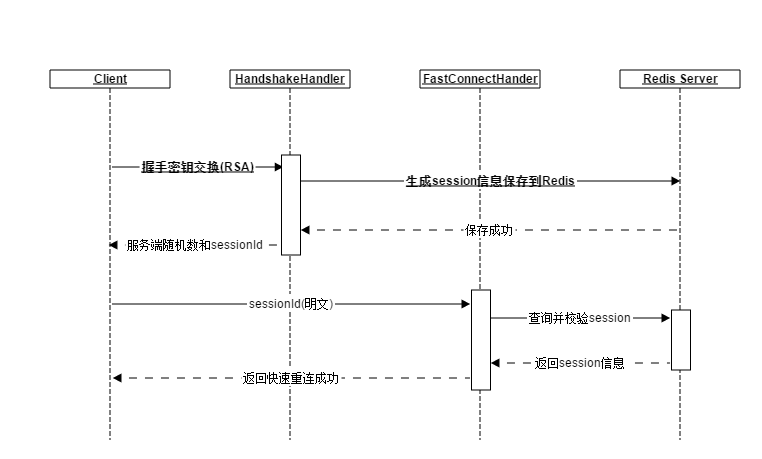 Client
HandshakeHandler
FastConnectHander
Redis Server
握手密钥交换(RSA)
生成session信息保存到Redis
保存成功
服务端随机数和sessionId
sessionId(明文)
查询并校验session
返回session信息
返回快速重连成功